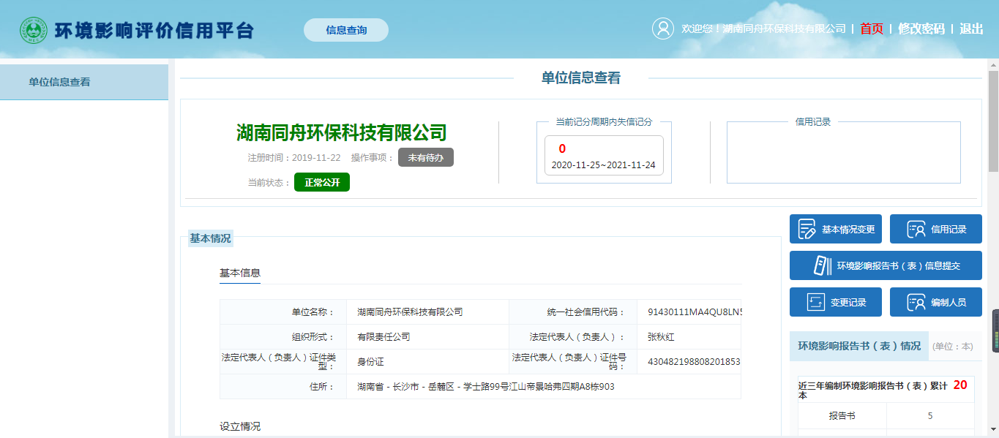 环境影响评价信用平台
信息查询
欢迎您！湖南同舟环保科技有限公司 | 首页 | 修改密码 | 退出
单位信息查看
单位信息查看
湖南同舟环保科技有限公司
注册时间：2019-11-22 操作事项： 未有待办
当前状态： 正常公开
当前记分周期内失信记分
0
2020-11-25~2021-11-24
信用记录
基本情况变更
信用记录
环境影响报告书（表）信息提交
变更记录
编制人员
基本情况
基本信息
单位名称： 湖南同舟环保科技有限公司 统一社会信用代码： 91430111MA4QU8LN5
组织形式： 有限责任公司 法定代表人（负责人）： 张秋红
法定代表人（负责人）证件类型： 身份证 法定代表人（负责人）证件号码： 430482198808201853
住所： 湖南省 - 长沙市 - 岳麓区 - 学士路99号江山帝景哈弗四期A8栋903
设立情况
环境影响报告书（表）情况 (单位：本)
近三年编制环境影响报告书（表）累计 20
本
报告书 5